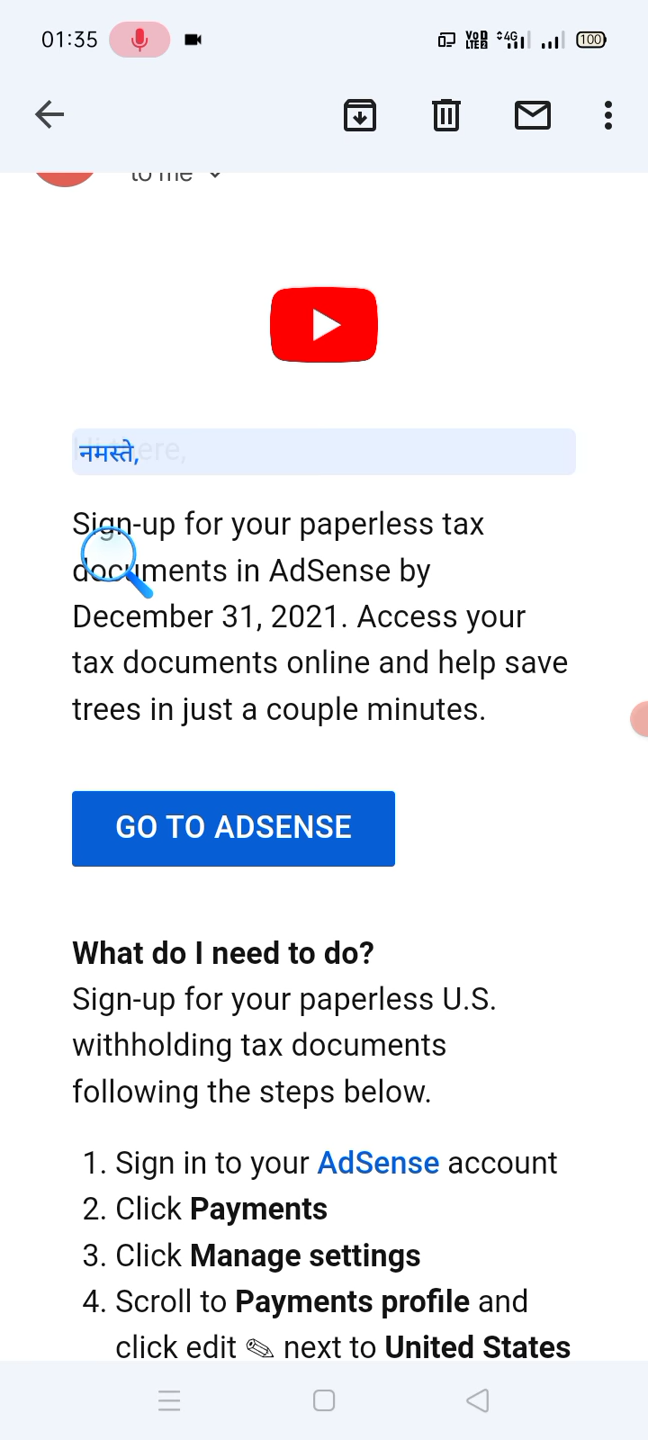 01:35
VoD LTE2 4G 100
to me
नमस्ते,
Sign-up for your paperless tax
documents in AdSense by
December 31, 2021. Access your
tax documents online and help save
trees in just a couple minutes.
GO TO ADSENSE
What do I need to do?
Sign-up for your paperless U.S.
withholding tax documents
following the steps below.
1. Sign in to your AdSense account
2. Click Payments
3. Click Manage settings
4. Scroll to Payments profile and
click edit ✎ next to United States